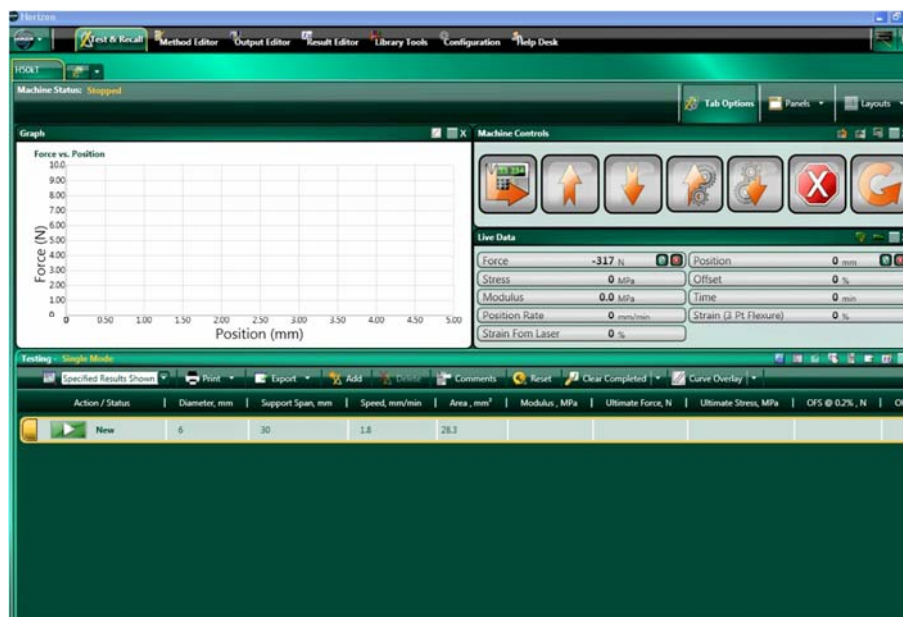 Horizon
Test & Recall Method Editor Output Editor Result Editor Library Tools Configuration Help Desk
H50kT
Machine Status: Stopped
Tab Options Panels Layouts
Graph
Machine Controls
Force vs. Position
10.0
9.00
8.00
7.00
6.00
5.00
4.00
3.00
2.00
1.00
0
Force (N)
0 0.50 1.00 1.50 2.00 2.50 3.00 3.50 4.00 4.50 5.00
Position (mm)
Live Data
Force -317 N Position 0 mm
Stress 0 MPa Offset 0 %
Modulus 0.0 MPa Time 0 min
Position Rate 0 mm/min Strain (3 Pt Flexure) 0 %
Strain Fom Laser 0 %
Testing - Single Mode
Specified Results Shown Print Export Add Delete Comments Reset Clear Completed Curve Overlay
Action / Status Diameter, mm Support Span, mm Speed, mm/min Area , mm² Modulus , MPa Ultimate Force, N Ultimate Stress, MPa OFS @ 0.2% , N
New 6 30 1.8 28.3